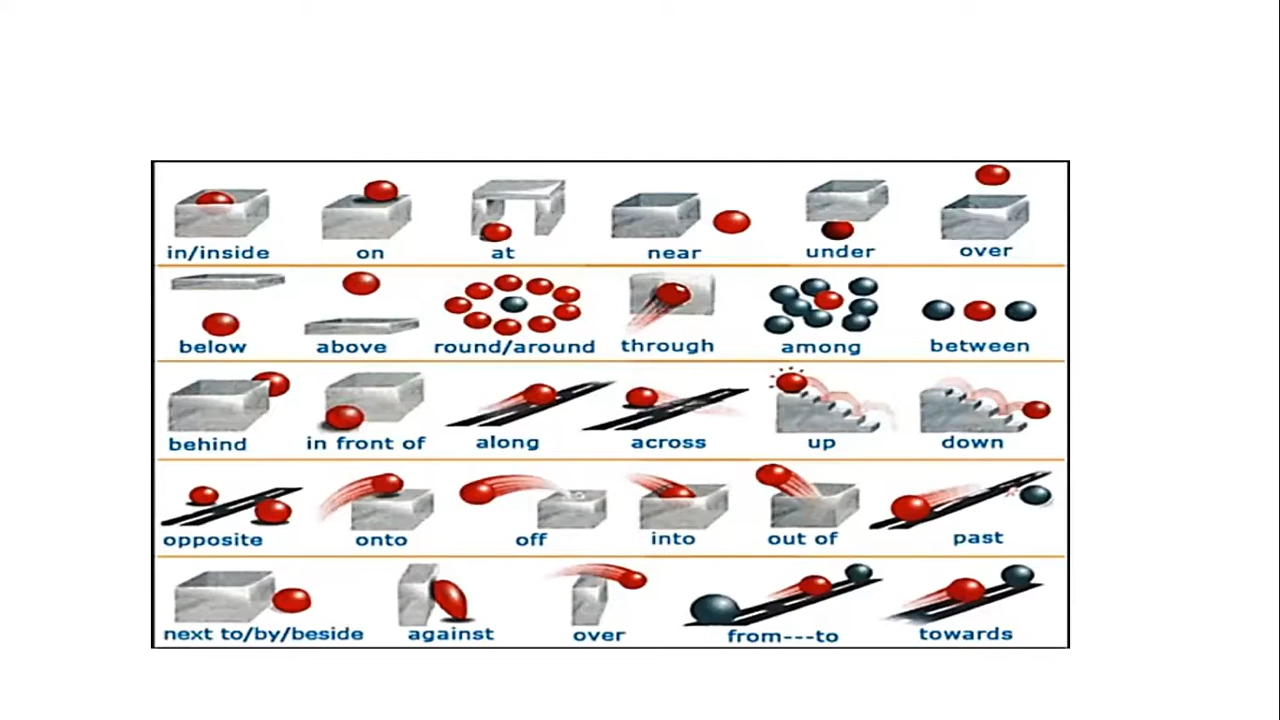 in/inside on at near under over
below above round/around through among between
behind in front of along across up down
opposite onto off into out of past
next to/by/beside against over from---to towards